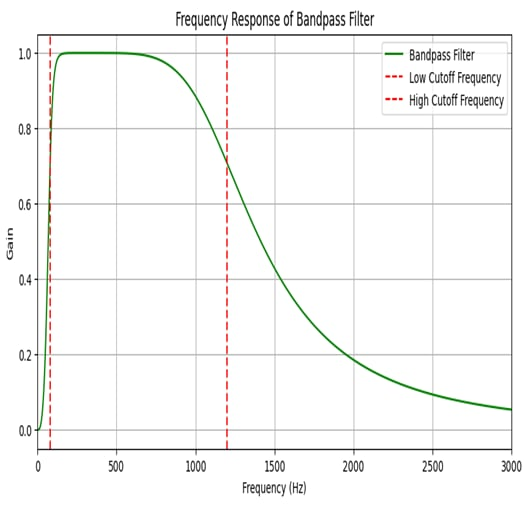 Frequency Response of Bandpass Filter
Bandpass Filter
Low Cutoff Frequency
High Cutoff Frequency
1.0
0.8
0.6
0.4
0.2
0.0
Gain
0 500 1000 1500 2000 2500 3000
Frequency (Hz)